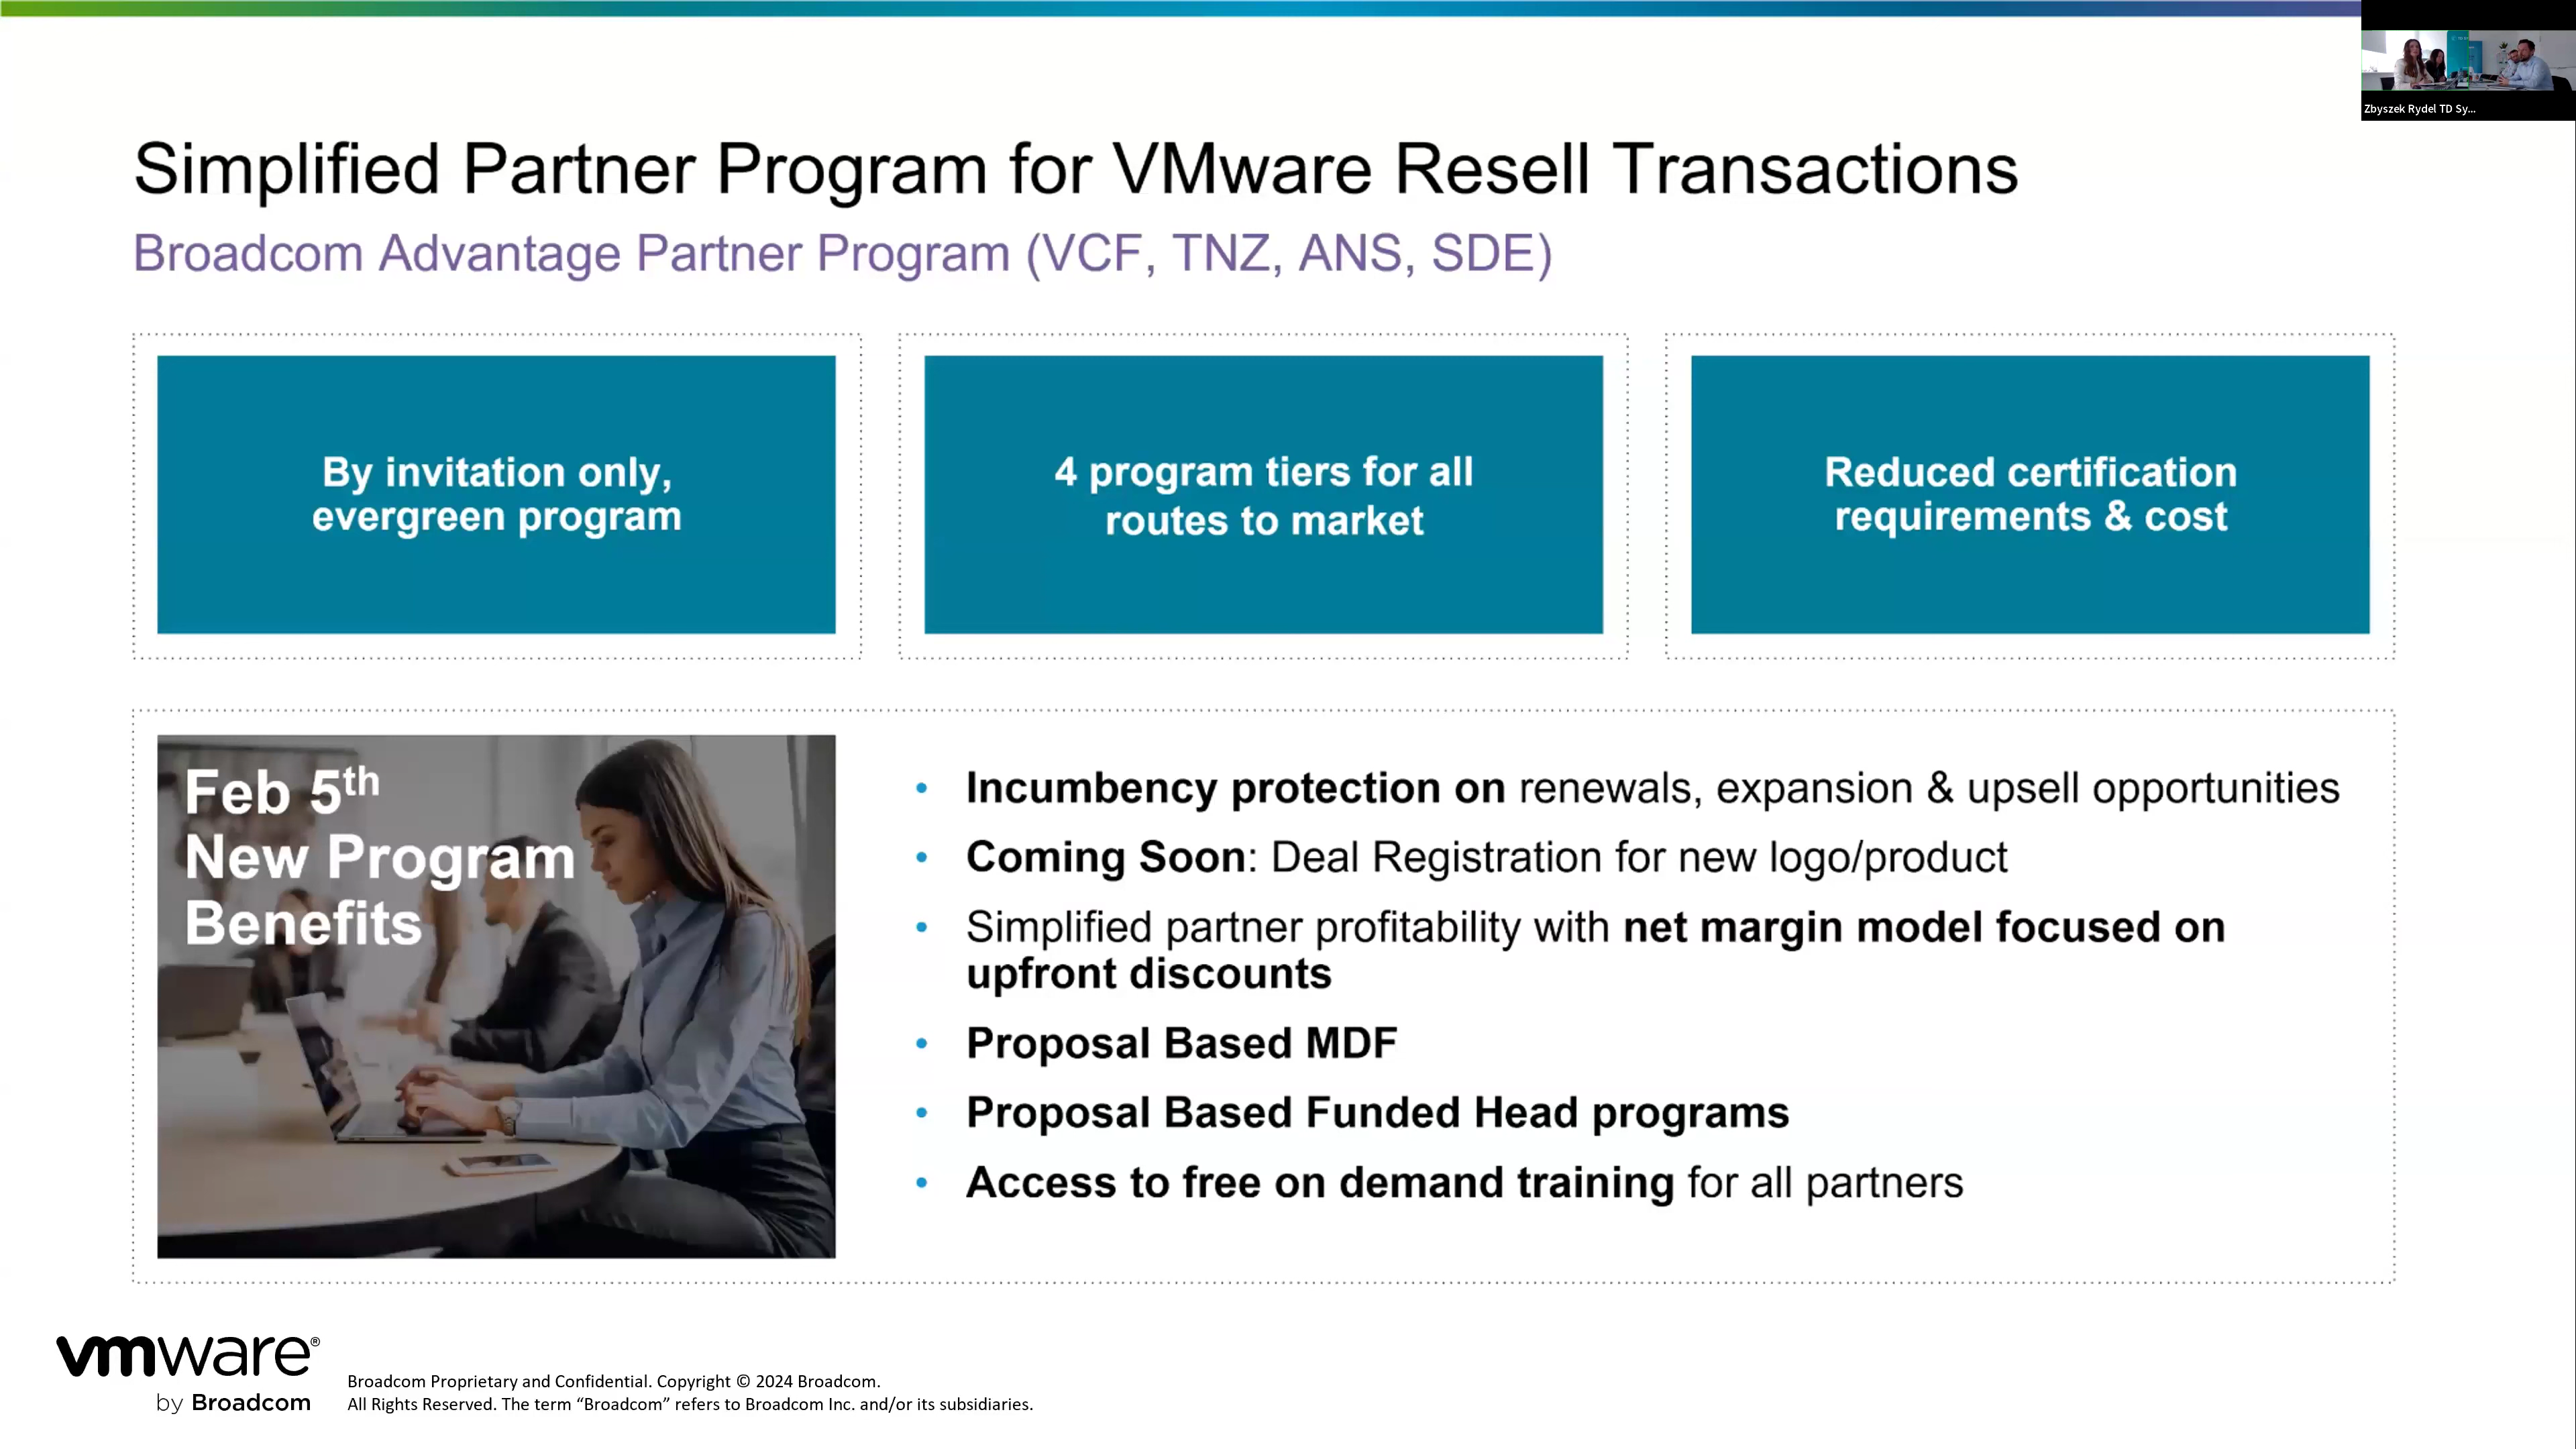 Zbyszek Rydel TD Sy...
Simplified Partner Program for VMware Resell Transactions
Broadcom Advantage Partner Program (VCF, TNZ, ANS, SDE)
By invitation only,
evergreen program
4 program tiers for all
routes to market
Reduced certification
requirements & cost
Feb 5th
New Program
Benefits
• Incumbency protection on renewals, expansion & upsell opportunities
• Coming Soon: Deal Registration for new logo/product
• Simplified partner profitability with net margin model focused on
upfront discounts
• Proposal Based MDF
• Proposal Based Funded Head programs
• Access to free on demand training for all partners
vmware®
by Broadcom
Broadcom Proprietary and Confidential. Copyright © 2024 Broadcom.
All Rights Reserved. The term “Broadcom” refers to Broadcom Inc. and/or its subsidiaries.